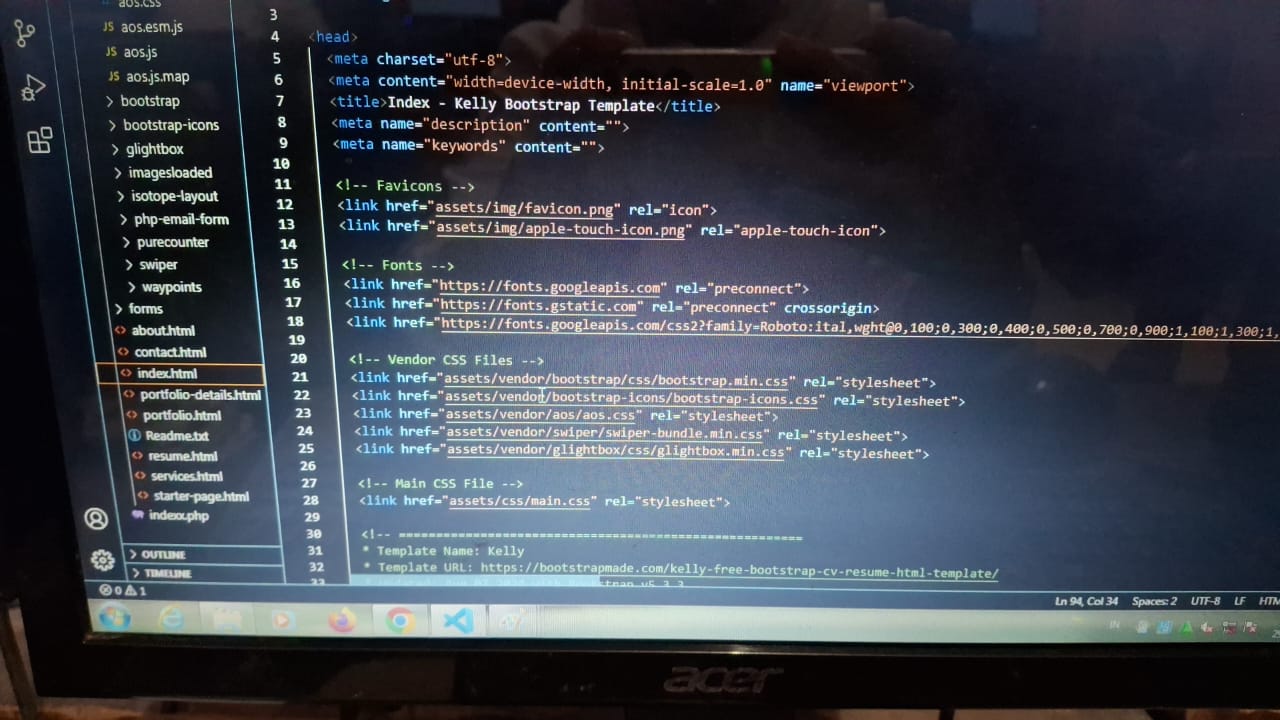 aos.css
JS aos.esm.js
JS aos.js
JS aos.js.map
> bootstrap
> bootstrap-icons
> glightbox
> imagesloaded
> isotope-layout
> php-email-form
> purecounter
> swiper
> waypoints
> forms
<> about.html
<> contact.html
<> index.html
<> portfolio-details.html
<> portfolio.html
Readme.txt
<> resume.html
<> services.html
<> starter-page.html
indexx.php
> OUTLINE
> TIMELINE
3
4 <head>
5 <meta charset="utf-8">
6 <meta content="width=device-width, initial-scale=1.0" name="viewport">
7 <title>Index - Kelly Bootstrap Template</title>
8 <meta name="description" content="">
9 <meta name="keywords" content="">
10
11 <!-- Favicons -->
12 <link href="assets/img/favicon.png" rel="icon">
13 <link href="assets/img/apple-touch-icon.png" rel="apple-touch-icon">
14
15 <!-- Fonts -->
16 <link href="https://fonts.googleapis.com" rel="preconnect">
17 <link href="https://fonts.gstatic.com" rel="preconnect" crossorigin>
18 <link href="https://fonts.googleapis.com/css2?family=Roboto:ital,wght@0,100;0,300;0,400;0,500;0,700;0,900;1,100;1,300;1,
19
20 <!-- Vendor CSS Files -->
21 <link href="assets/vendor/bootstrap/css/bootstrap.min.css" rel="stylesheet">
22 <link href="assets/vendor/bootstrap-icons/bootstrap-icons.css" rel="stylesheet">
23 <link href="assets/vendor/aos/aos.css" rel="stylesheet">
24 <link href="assets/vendor/swiper/swiper-bundle.min.css" rel="stylesheet">
25 <link href="assets/vendor/glightbox/css/glightbox.min.css" rel="stylesheet">
26
27 <!-- Main CSS File -->
28 <link href="assets/css/main.css" rel="stylesheet">
29
30 <!-- =======================================================
31 * Template Name: Kelly
32 * Template URL: https://bootstrapmade.com/kelly-free-bootstrap-cv-resume-html-template/
0 1
Ln 94, Col 34 Spaces: 2 UTF-8 LF HTM
IN
acer